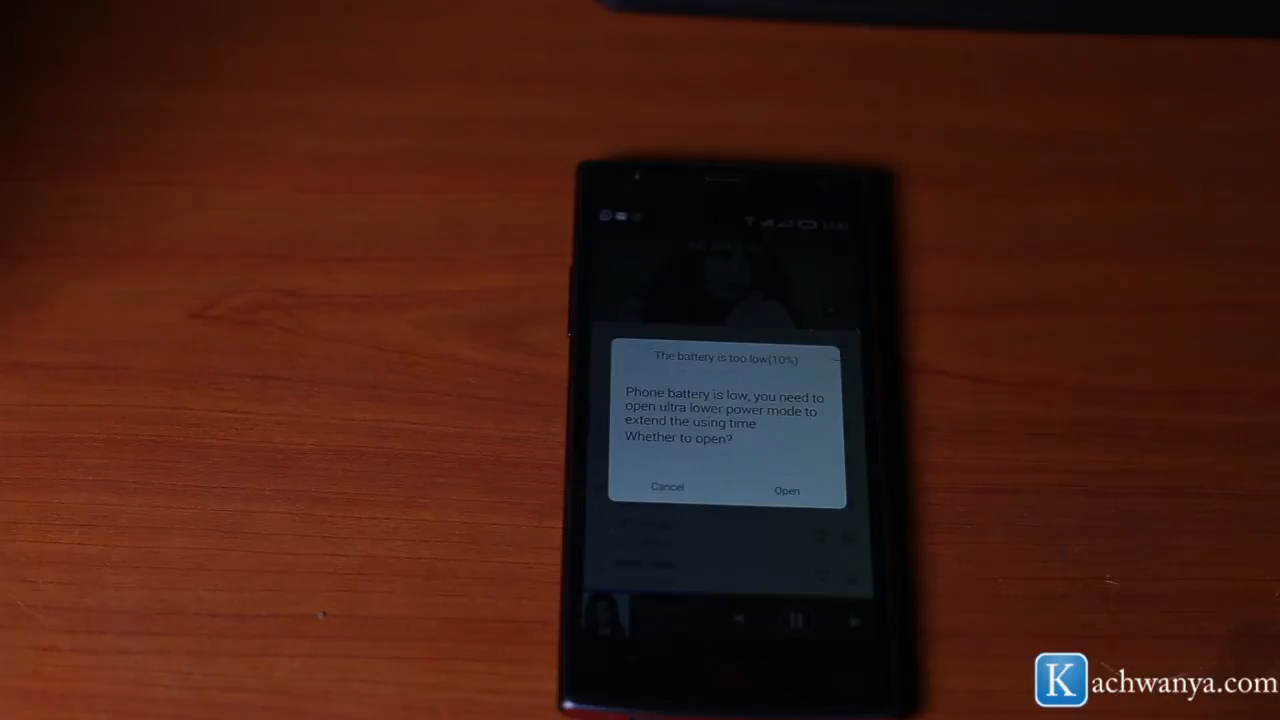 The battery is too low(10%)
Phone battery is low, you need to
open ultra lower power mode to
extend the using time
Whether to open?
Cancel
Open
Kachwanya.com